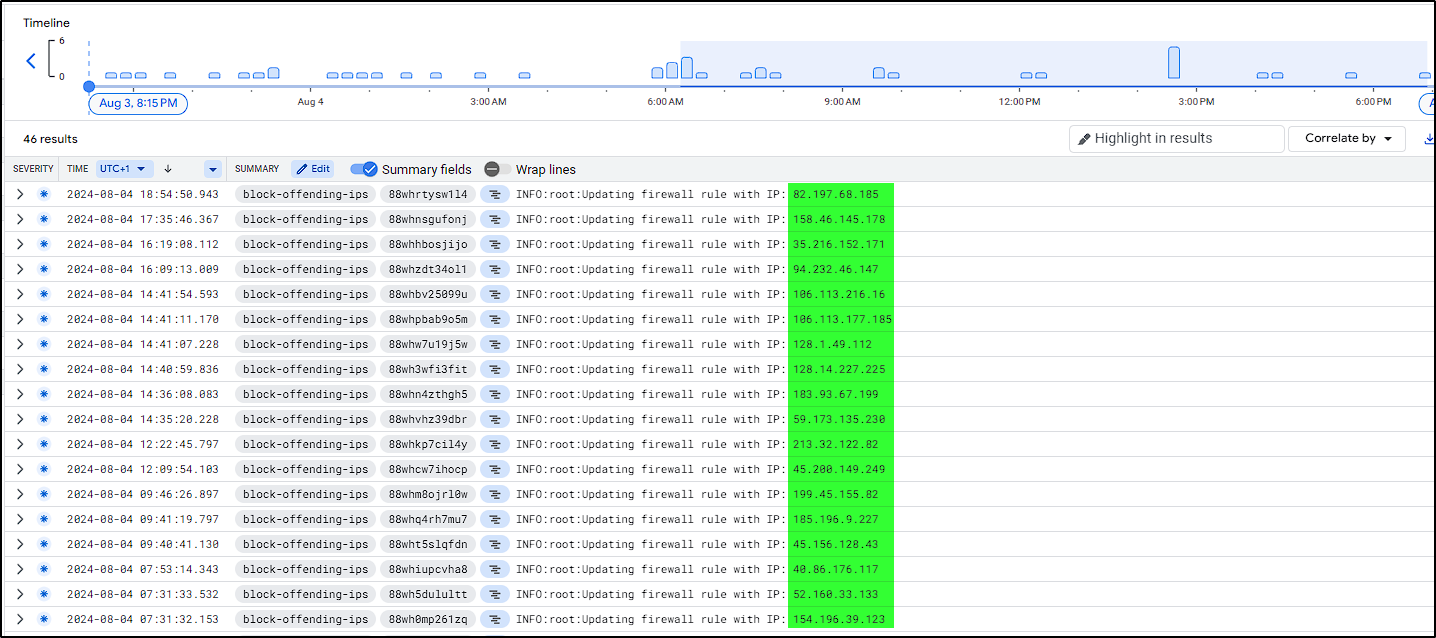 Timeline
6
0
Aug 3, 8:15 PM
Aug 4
3:00 AM
6:00 AM
9:00 AM
12:00 PM
3:00 PM
6:00 PM
46 results
Highlight in results
Correlate by
SEVERITY TIME UTC+1 SUMMARY Edit Summary fields Wrap lines
2024-08-04 18:54:50.943 block-offending-ips 88whrtysw1l4 INFO:root:Updating firewall rule with IP: 82.197.68.185
2024-08-04 17:35:46.367 block-offending-ips 88whnsgufonj INFO:root:Updating firewall rule with IP: 158.46.145.178
2024-08-04 16:19:08.112 block-offending-ips 88whhbosjijo INFO:root:Updating firewall rule with IP: 35.216.152.171
2024-08-04 16:09:13.009 block-offending-ips 88whzdt34ol1 INFO:root:Updating firewall rule with IP: 94.232.46.147
2024-08-04 14:41:54.593 block-offending-ips 88whbv25099u INFO:root:Updating firewall rule with IP: 106.113.216.16
2024-08-04 14:41:11.170 block-offending-ips 88whpbab9o5m INFO:root:Updating firewall rule with IP: 106.113.177.185
2024-08-04 14:41:07.228 block-offending-ips 88whw7u19j5w INFO:root:Updating firewall rule with IP: 128.1.49.112
2024-08-04 14:40:59.836 block-offending-ips 88wh3wfi3fit INFO:root:Updating firewall rule with IP: 128.14.227.225
2024-08-04 14:36:08.083 block-offending-ips 88whn4zthgh5 INFO:root:Updating firewall rule with IP: 183.93.67.199
2024-08-04 14:35:20.228 block-offending-ips 88whvhz39dbr INFO:root:Updating firewall rule with IP: 59.173.135.230
2024-08-04 12:22:45.797 block-offending-ips 88whkp7cil4y INFO:root:Updating firewall rule with IP: 213.32.122.82
2024-08-04 12:09:54.103 block-offending-ips 88whcw7ihocp INFO:root:Updating firewall rule with IP: 45.200.149.249
2024-08-04 09:46:26.897 block-offending-ips 88whm8ojrl0w INFO:root:Updating firewall rule with IP: 199.45.155.82
2024-08-04 09:41:19.797 block-offending-ips 88whq4rh7mu7 INFO:root:Updating firewall rule with IP: 185.196.9.227
2024-08-04 09:40:41.130 block-offending-ips 88wht5slqfdn INFO:root:Updating firewall rule with IP: 45.156.128.43
2024-08-04 07:53:14.343 block-offending-ips 88whiupcvha8 INFO:root:Updating firewall rule with IP: 40.86.176.117
2024-08-04 07:31:33.532 block-offending-ips 88wh5dulultt INFO:root:Updating firewall rule with IP: 52.160.33.133
2024-08-04 07:31:32.153 block-offending-ips 88wh0mp261zq INFO:root:Updating firewall rule with IP: 154.196.39.123